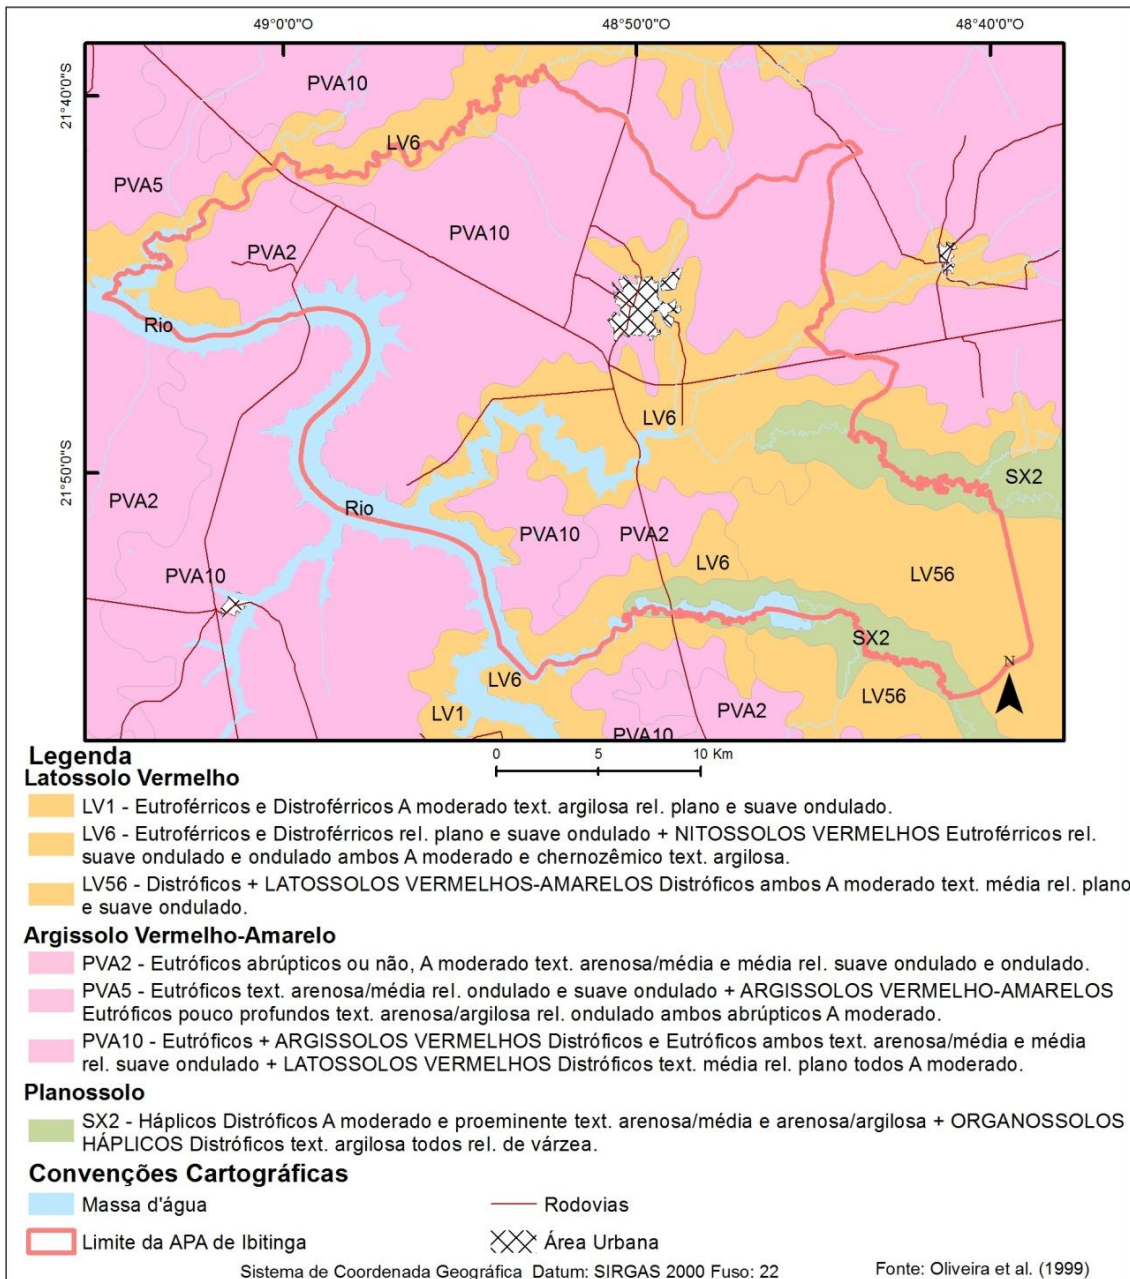 49°0'0"O
48°50'0"O
48°40'0"O
21°40'0"S
21°50'0"S
PVA10
LV6
PVA5
PVA2
PVA10
Rio
LV6
SX2
PVA2
Rio
PVA10
PVA2
LV6
LV56
PVA10
SX2
N
LV6
LV56
LV1
PVA2
PVA10
Legenda
0 5 10 Km
Latossolo Vermelho
LV1 - Eutroférricos e Distroférricos A moderado text. argilosa rel. plano e suave ondulado.
LV6 - Eutroférricos e Distroférricos rel. plano e suave ondulado + NITOSSOLOS VERMELHOS Eutroférricos rel.
suave ondulado e ondulado ambos A moderado e chernozêmico text. argilosa.
LV56 - Distróficos + LATOSSOLOS VERMELHOS-AMARELOS Distróficos ambos A moderado text. média rel. plano
e suave ondulado.
Argissolo Vermelho-Amarelo
PVA2 - Eutróficos abrúpticos ou não, A moderado text. arenosa/média e média rel. suave ondulado e ondulado.
PVA5 - Eutróficos text. arenosa/média rel. ondulado e suave ondulado + ARGISSOLOS VERMELHO-AMARELOS
Eutróficos pouco profundos text. arenosa/argilosa rel. ondulado ambos abrúpticos A moderado.
PVA10 - Eutróficos + ARGISSOLOS VERMELHOS Distróficos e Eutróficos ambos text. arenosa/média e média
rel. suave ondulado + LATOSSOLOS VERMELHOS Distróficos text. média rel. plano todos A moderado.
Planossolo
SX2 - Háplicos Distróficos A moderado e proeminente text. arenosa/média e arenosa/argilosa + ORGANOSSOLOS
HÁPLICOS Distróficos text. argilosa todos rel. de várzea.
Convenções Cartográficas
Massa d'água
Rodovias
Limite da APA de Ibitinga
Área Urbana
Sistema de Coordenada Geográfica Datum: SIRGAS 2000 Fuso: 22
Fonte: Oliveira et al. (1999)